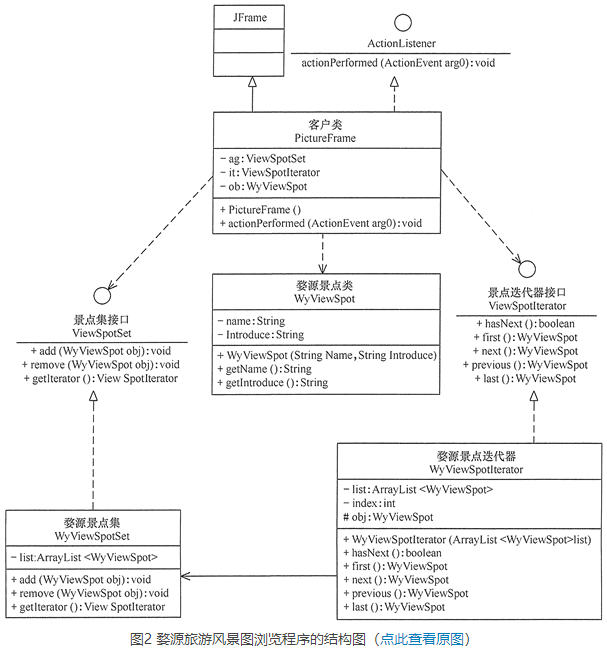 JFrame
ActionListener
actionPerformed (ActionEvent arg0):void
客户类
PictureFrame
- ag:ViewSpotSet
- it:ViewSpotIterator
- ob:WyViewSpot
+ PictureFrame ()
+ actionPerformed (ActionEvent arg0):void
景点集接口
ViewSpotSet
+ add (WyViewSpot obj):void
+ remove (WyViewSpot obj):void
+ getIterator ():View SpotIterator
婺源景点类
WyViewSpot
- name:String
- Introduce:String
+ WyViewSpot (String Name,String Introduce)
+ getName ():String
+ getIntroduce ():String
景点迭代器接口
ViewSpotIterator
+ hasNext ():boolean
+ first():WyViewSpot
+ next ():WyViewSpot
+ previous ():WyViewSpot
+ last():WyViewSpot
婺源景点集
WyViewSpotSet
- list:ArrayList <WyViewSpot>
+ add (WyViewSpot obj):void
+ remove (WyViewSpot obj):void
+ getIterator ():View SpotIterator
婺源景点迭代器
WyViewSpotIterator
- list:ArrayList <WyViewSpot>
- index:int
# obj:WyViewSpot
+ WyViewSpotIterator (ArrayList <WyViewSpot>list)
+ hasNext ():boolean
+ first():WyViewSpot
+ next ():WyViewSpot
+ previous ():WyViewSpot
+ last():WyViewSpot
图2 婺源旅游风景图浏览程序的结构图（点此查看原图）